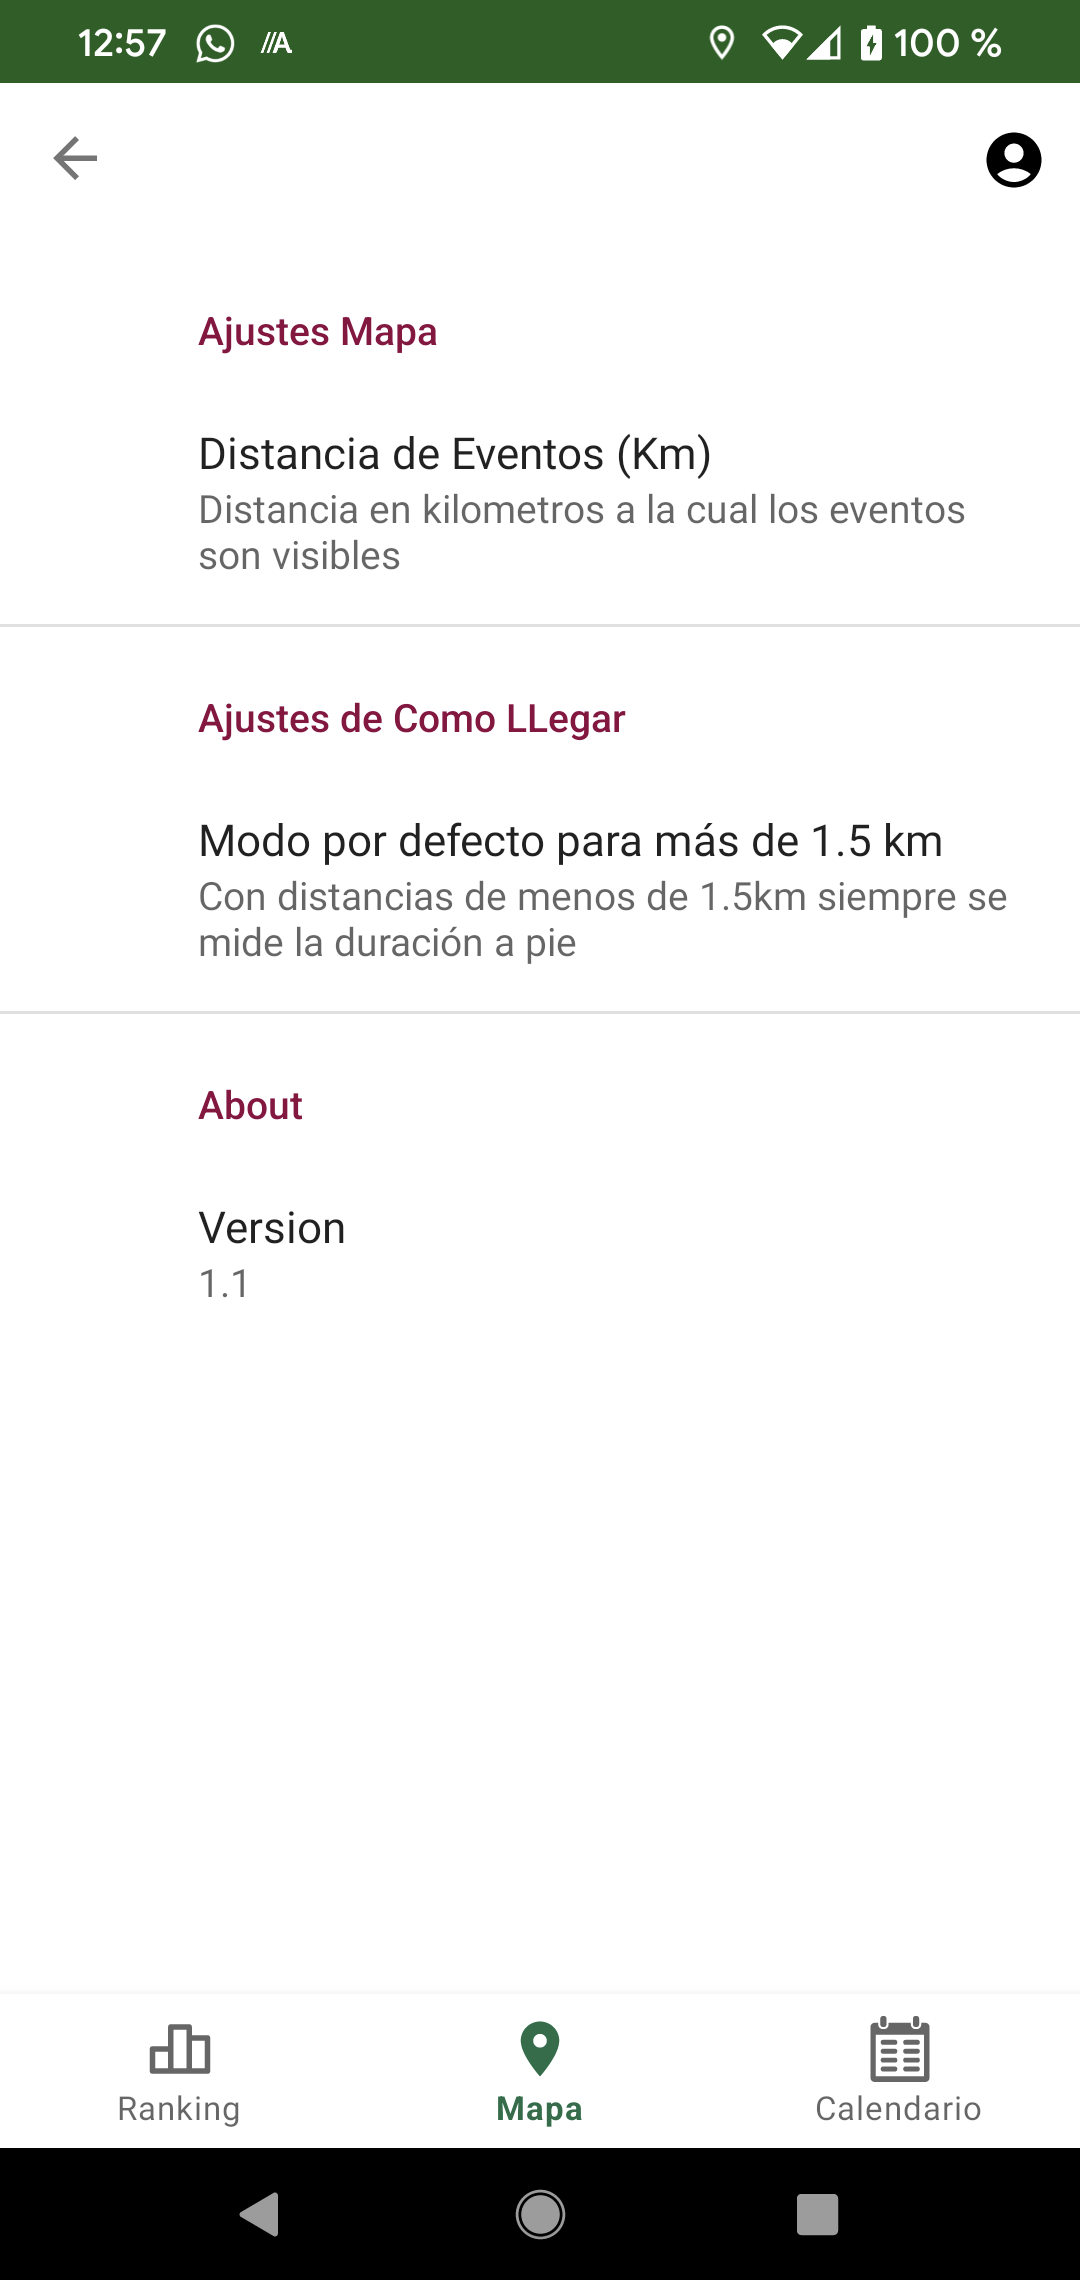 12:57 100 %
Ajustes Mapa
Distancia de Eventos (Km)
Distancia en kilometros a la cual los eventos
son visibles
Ajustes de Como LLegar
Modo por defecto para más de 1.5 km
Con distancias de menos de 1.5km siempre se
mide la duración a pie
About
Version
1.1
Ranking Mapa Calendario